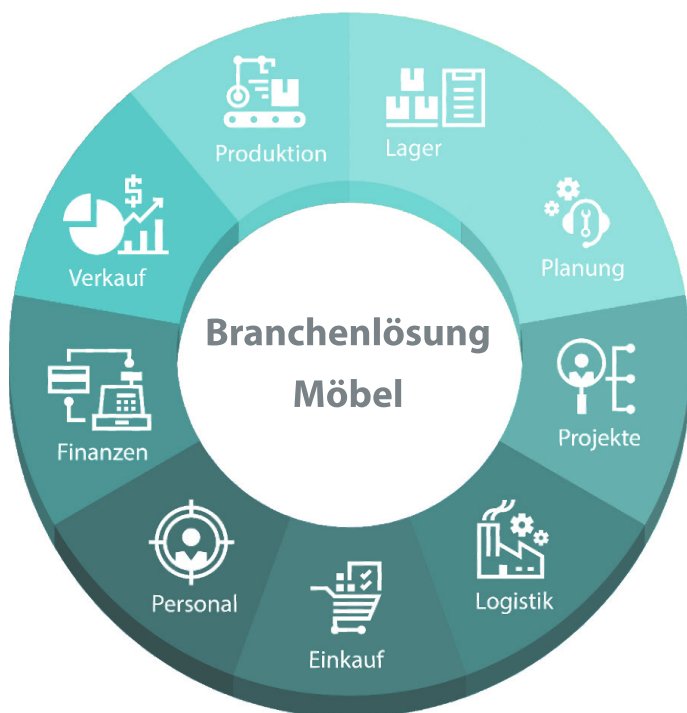 Branchenlösung
Möbel
Produktion
Lager
Planung
Projekte
Logistik
Einkauf
Personal
Finanzen
Verkauf